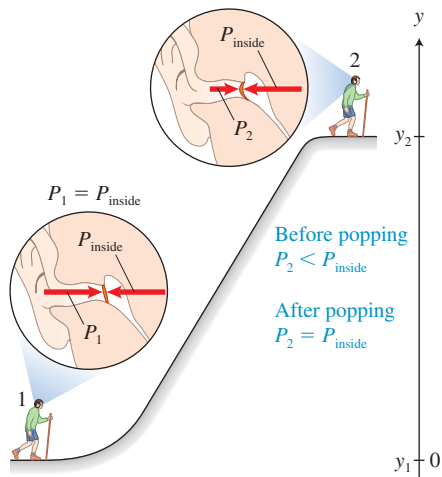 y
P_inside
2
P_2
y_2
P_1 = P_inside
Before popping
P_2 < P_inside
P_inside
After popping
P_2 = P_inside
P_1
1
y_1 0